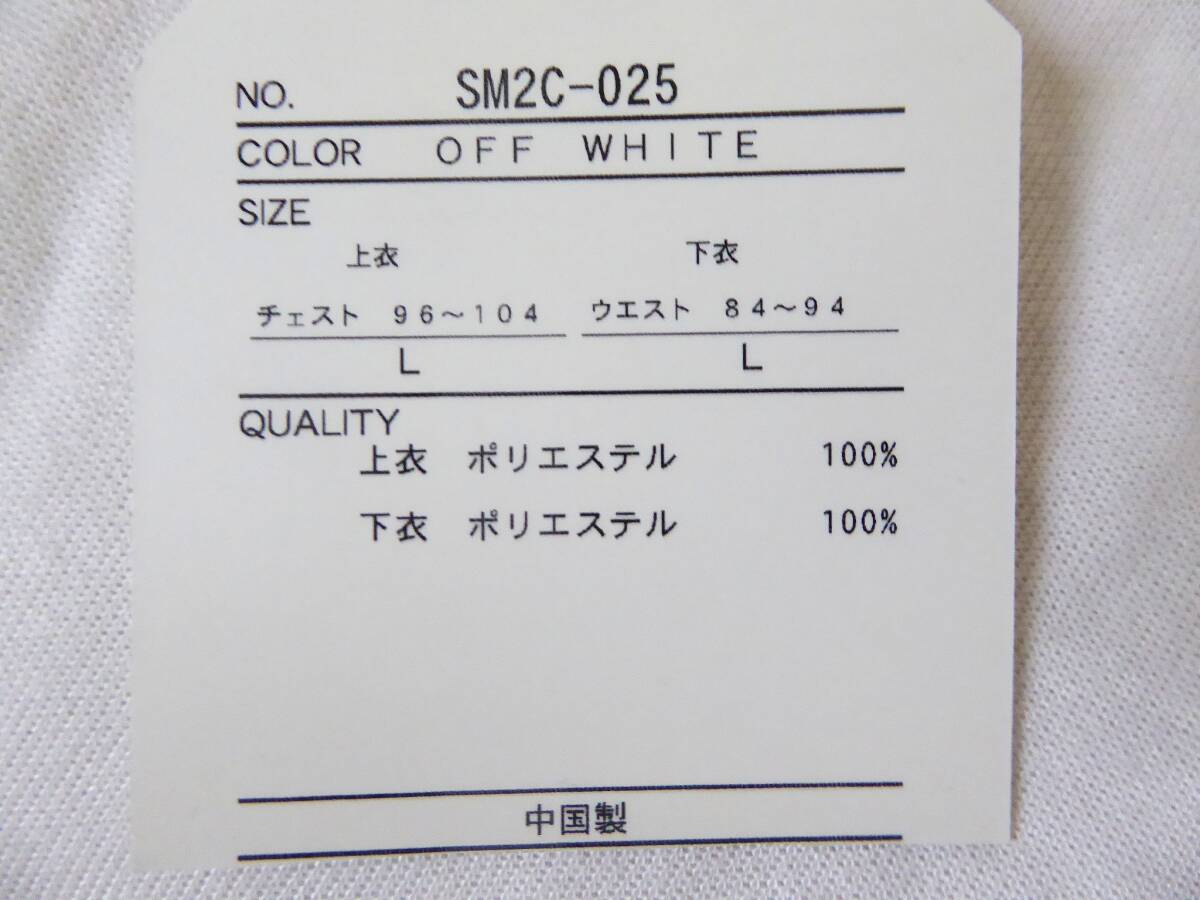 NO. SM2C-025
COLOR OFF WHITE
SIZE
上衣 下衣
チェスト 96～104 ウエスト 84～94
L L
QUALITY
上衣 ポリエステル 100%
下衣 ポリエステル 100%
中国製